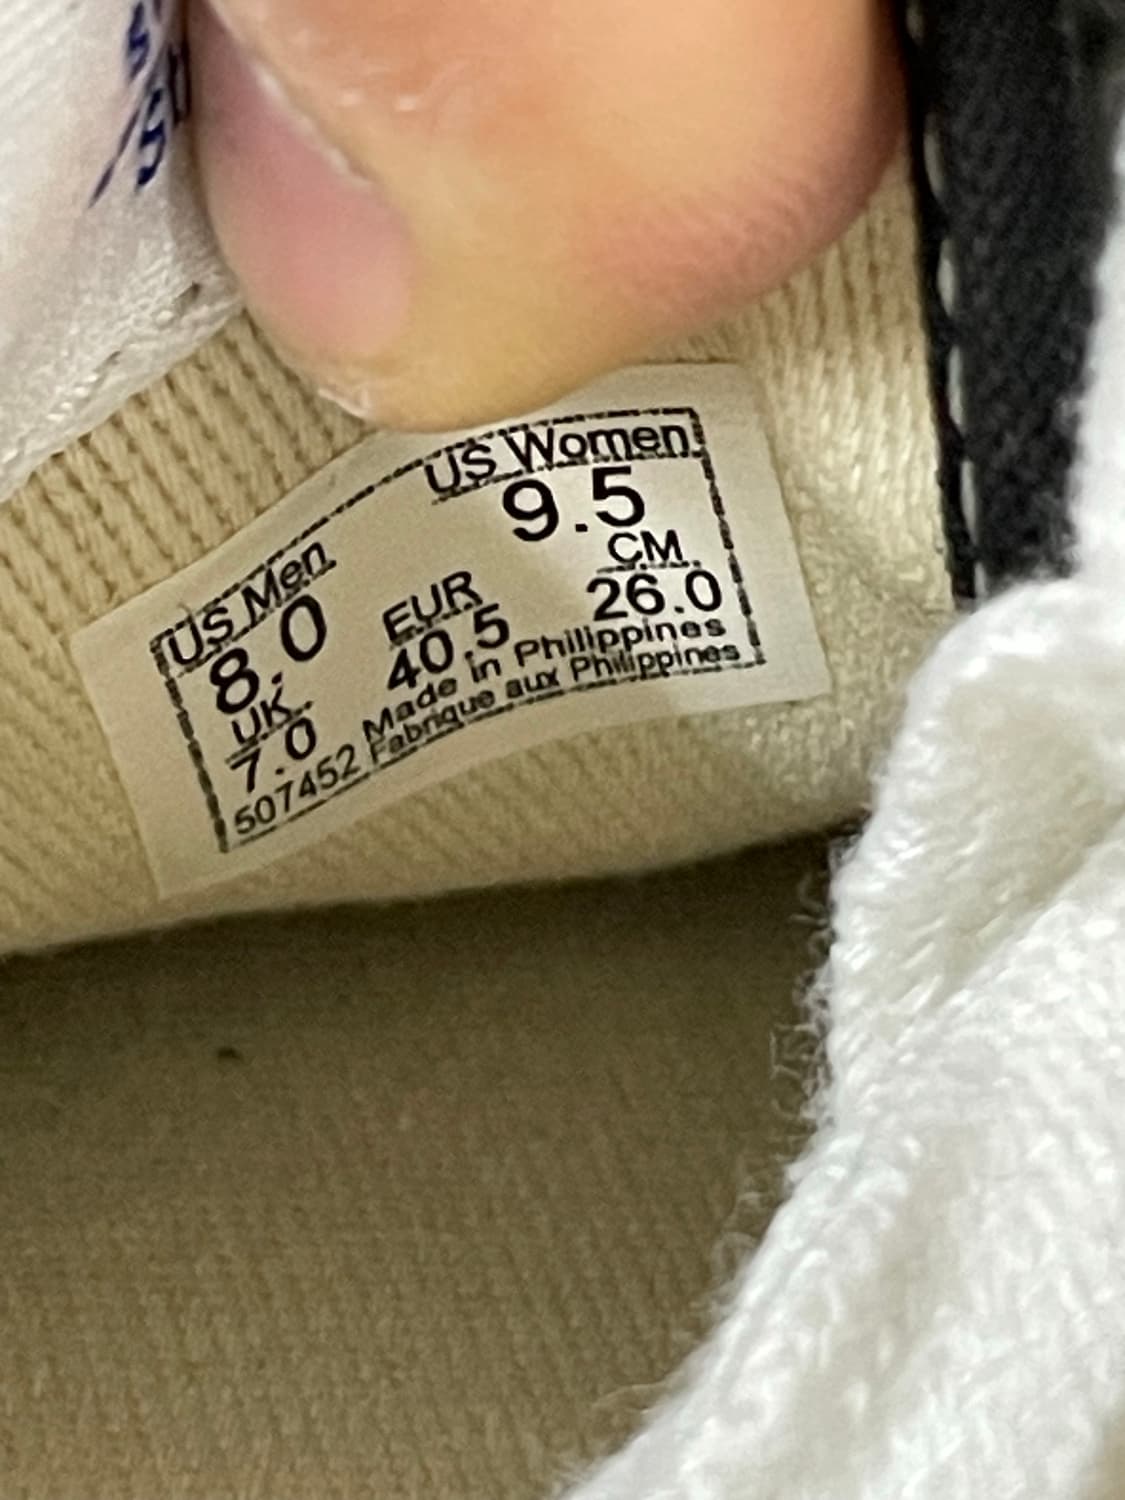 US Men
8.0
UK
7.0
EUR
40.5
US Women
9.5
CM
26.0
Made in Philippines
Fabrique aux Philippines
507452